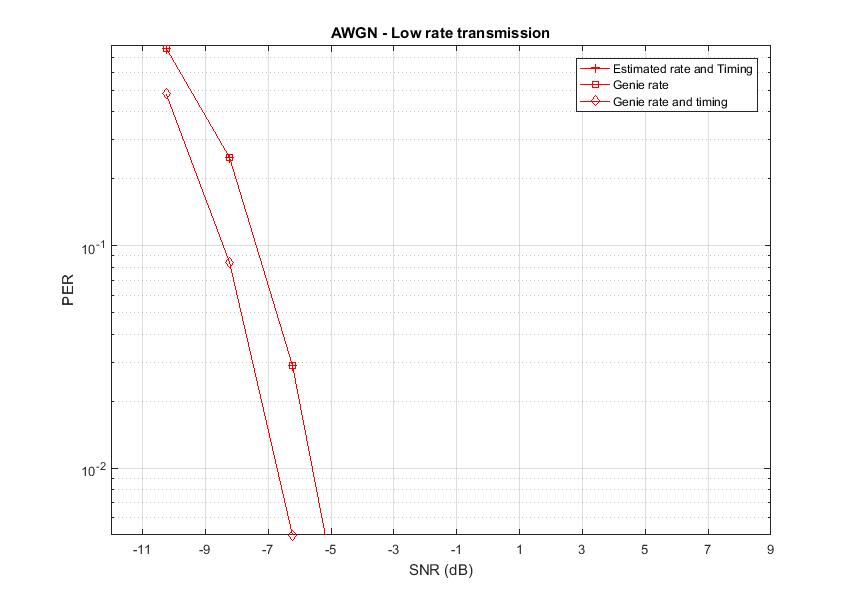 AWGN - Low rate transmission
Estimated rate and Timing
Genie rate
Genie rate and timing
10-1
10-2
PER
-11 -9 -7 -5 -3 -1 1 3 5 7 9
SNR (dB)